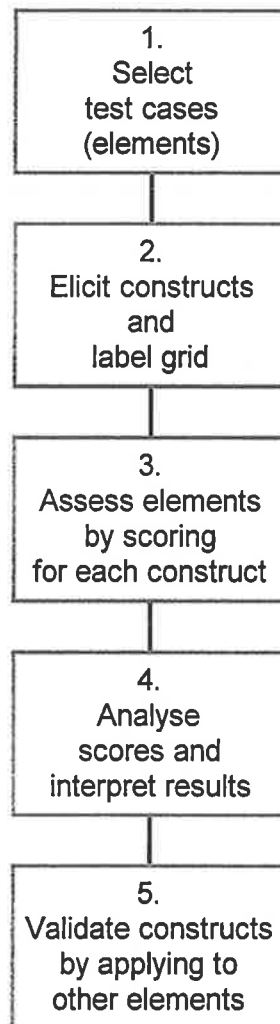 1.
Select
test cases
(elements)
2.
Elicit constructs
and
label grid
3.
Assess elements
by scoring
for each construct
4.
Analyse
scores and
interpret results
5.
Validate constructs
by applying to
other elements